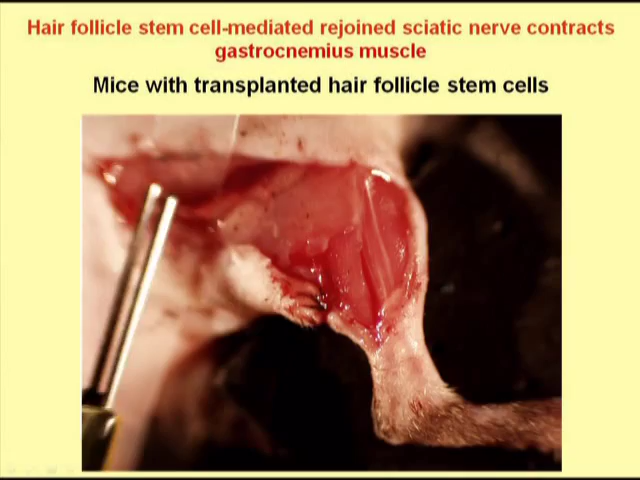 Hair follicle stem cell-mediated rejoined sciatic nerve contracts
gastrocnemius muscle
Mice with transplanted hair follicle stem cells